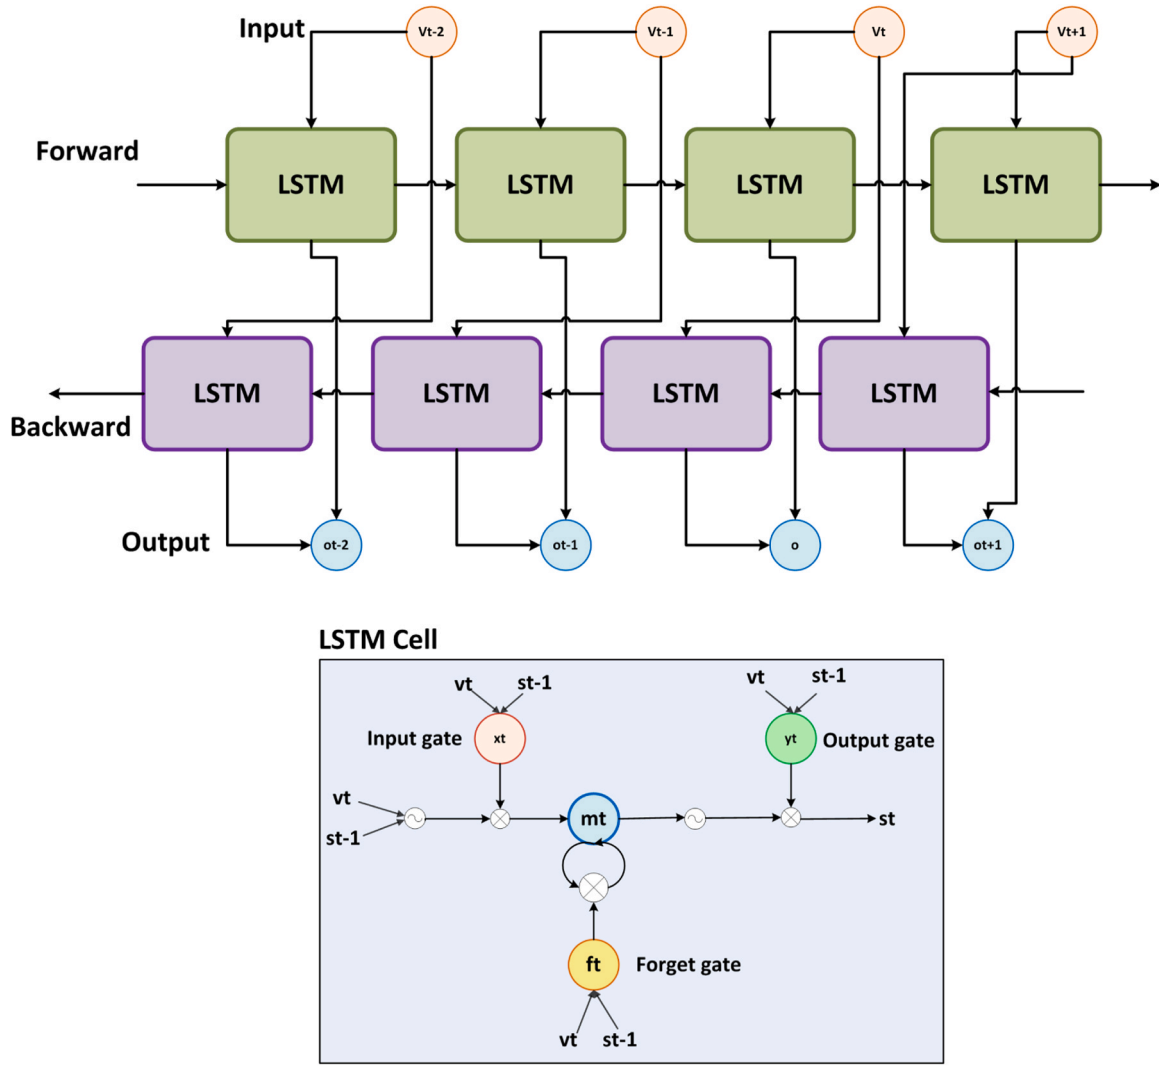 Input
Vt-2
Vt-1
Vt
Vt+1
Forward
LSTM
LSTM
LSTM
LSTM
LSTM
LSTM
LSTM
LSTM
Backward
Output
ot-2
ot-1
o
ot+1
LSTM Cell
vt
st-1
vt
st-1
Input gate
xt
yt
Output gate
vt
st-1
mt
st
ft
Forget gate
vt
st-1